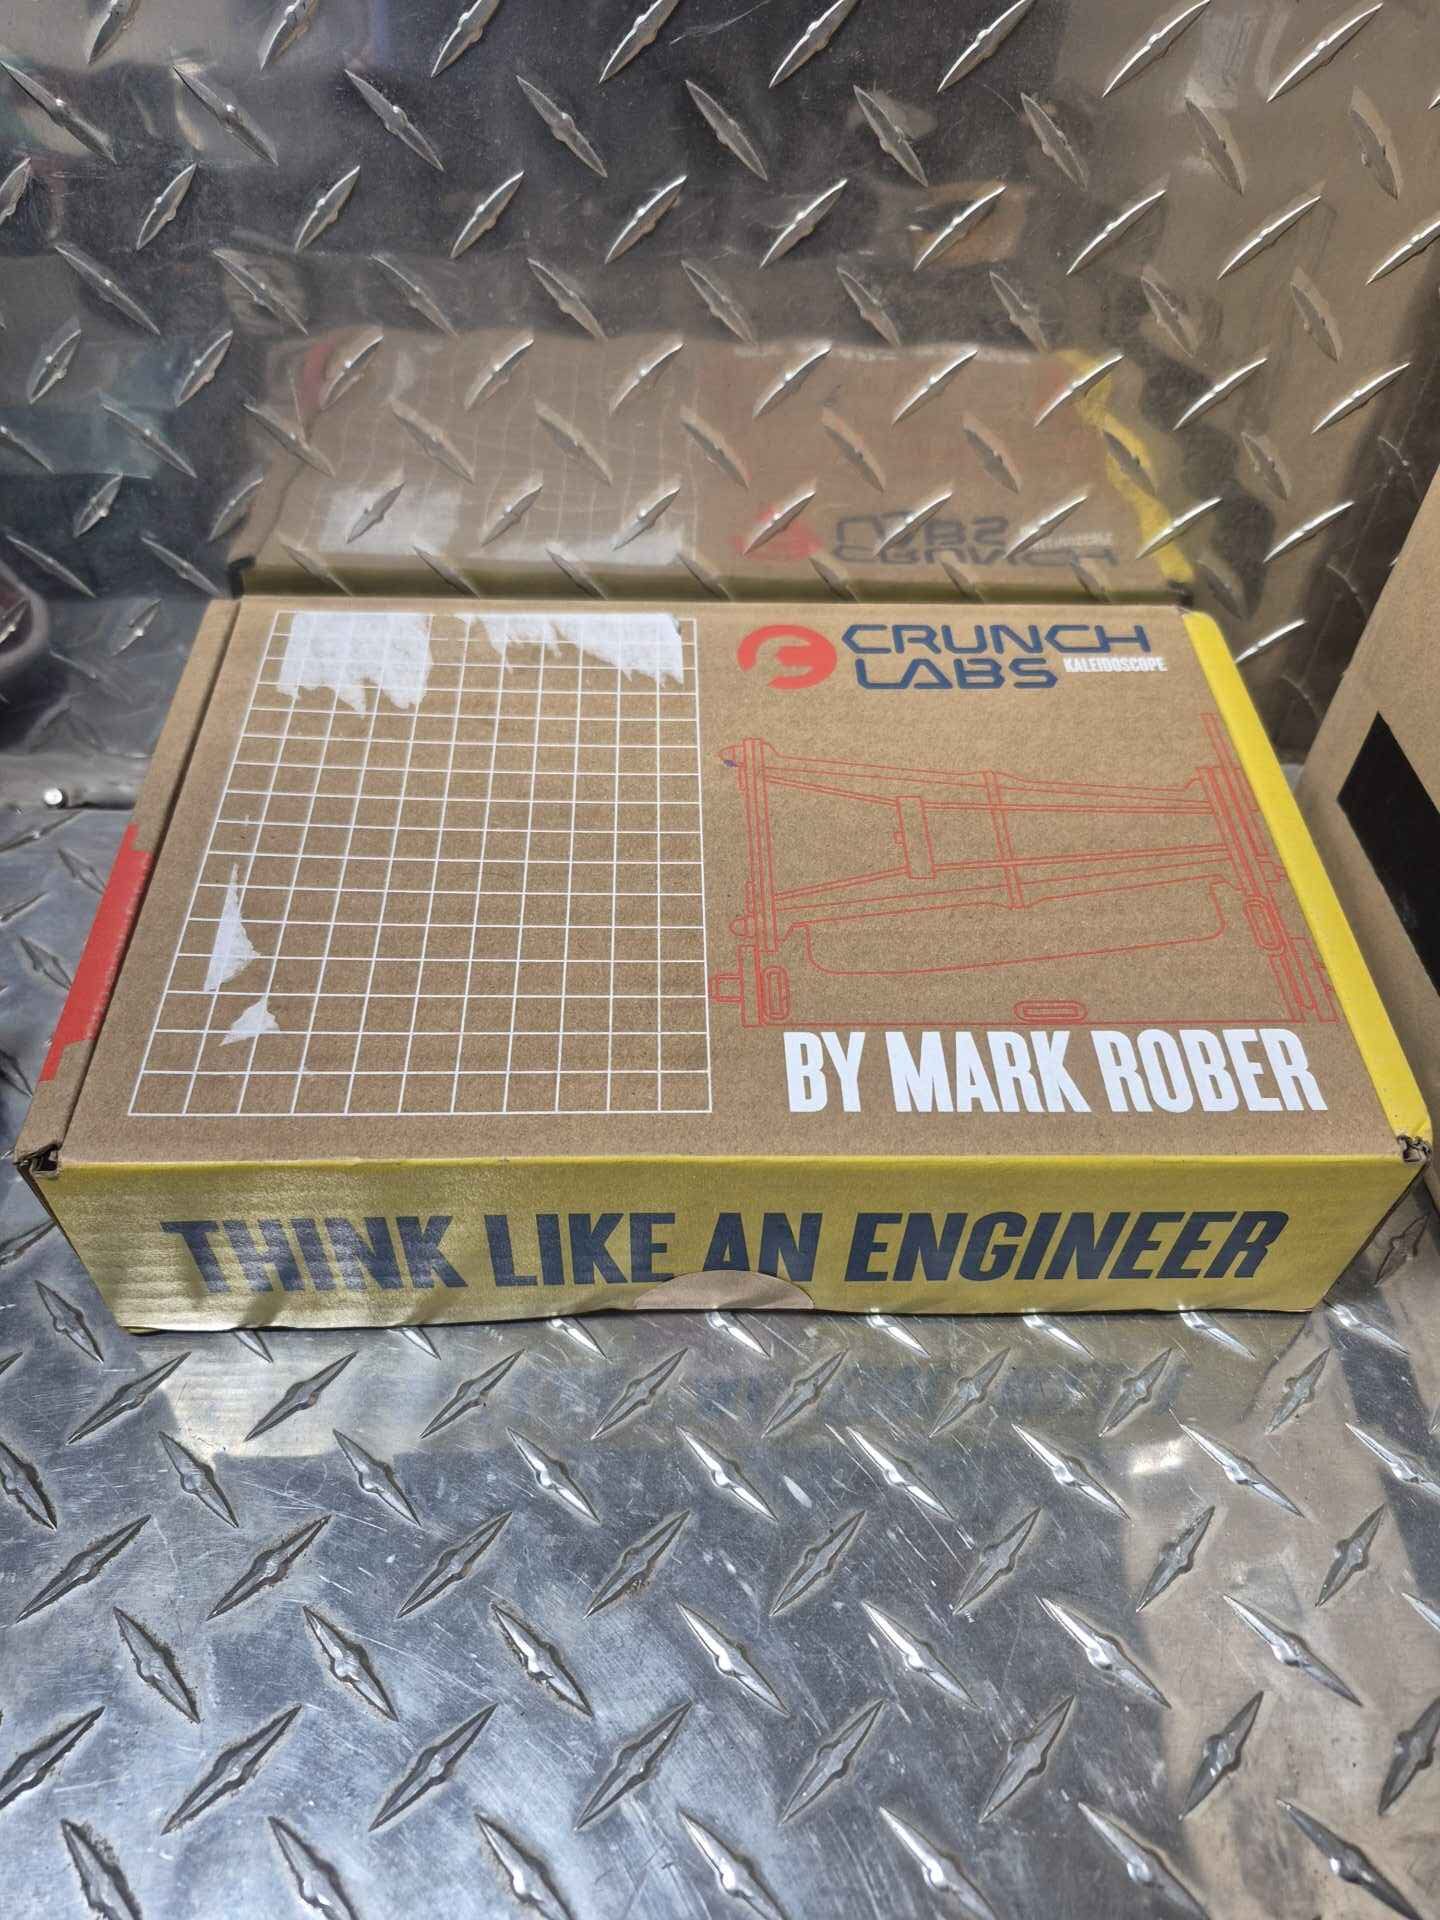 CRUNCH
LABS KALEIDOSCOPE
BY MARK ROBER
THINK LIKE AN ENGINEER